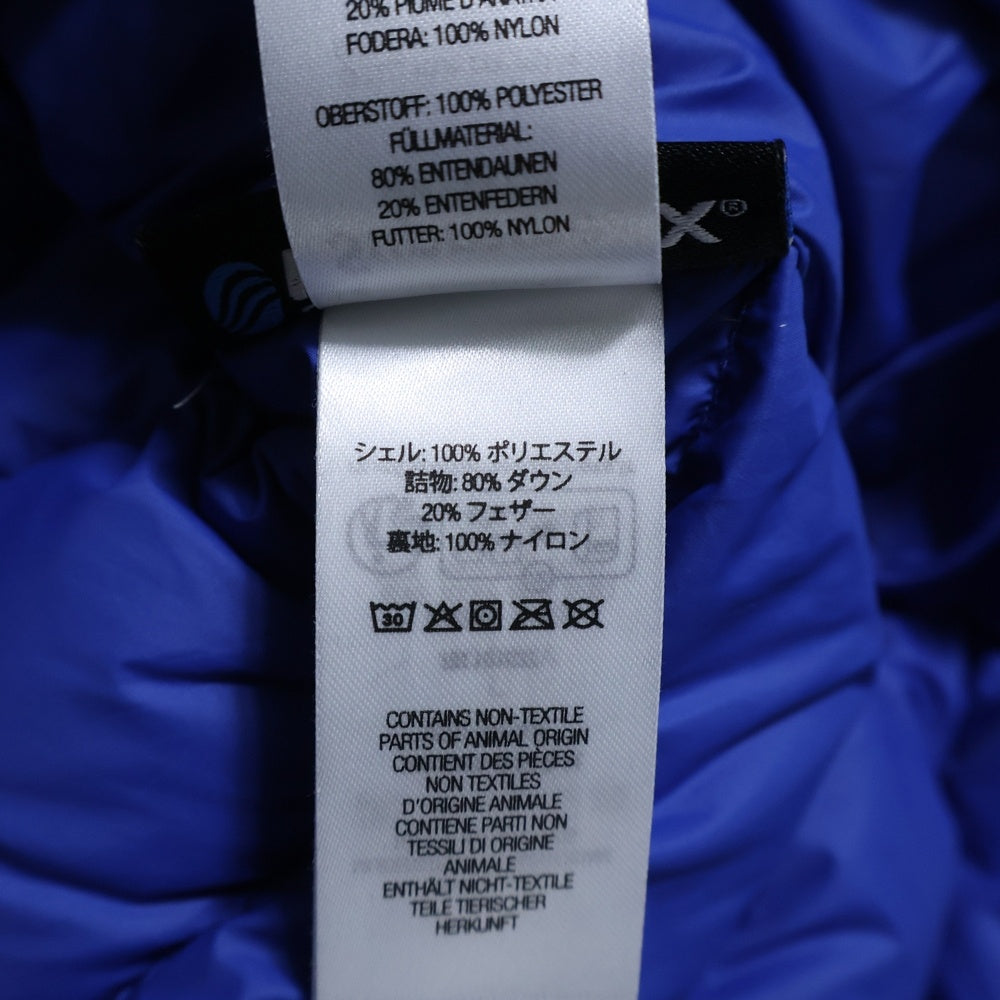 FODERA: 100% NYLON
OBERSTOFF: 100% POLYESTER
FÜLLMATERIAL:
80% ENTENDAUNEN
20% ENTENFEDERN
FUTTER: 100% NYLON
X®
シェル: 100% ポリエステル
詰物: 80% ダウン
20% フェザー
裏地: 100% ナイロン
30
CONTAINS NON-TEXTILE
PARTS OF ANIMAL ORIGIN
CONTIENT DES PIÈCES
NON TEXTILES
D'ORIGINE ANIMALE
CONTIENE PARTI NON
TESSILI DI ORIGINE
ANIMALE
ENTHÄLT NICHT-TEXTILE
TEILE TIERISCHER
HERKUNFT